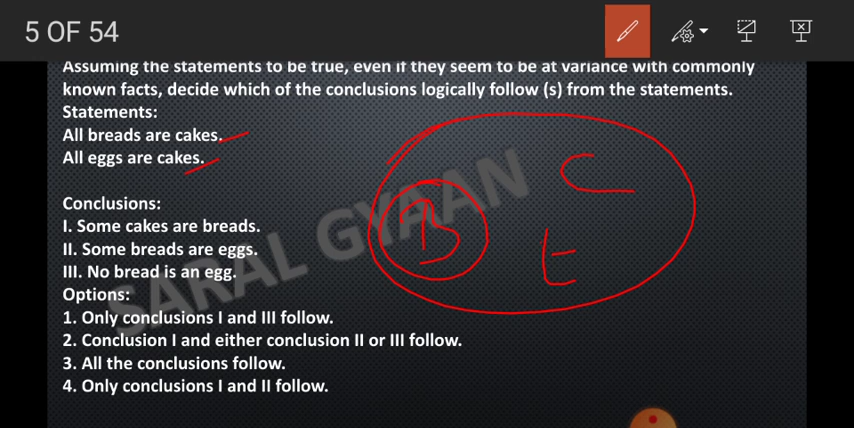 5 OF 54
Assuming the statements to be true, even if they seem to be at variance with commonly
known facts, decide which of the conclusions logically follow (s) from the statements.
Statements:
All breads are cakes.
All eggs are cakes.
Conclusions:
I. Some cakes are breads.
II. Some breads are eggs.
III. No bread is an egg.
Options:
1. Only conclusions I and III follow.
2. Conclusion I and either conclusion II or III follow.
3. All the conclusions follow.
4. Only conclusions I and II follow.
SARAL GYAAN
C
B
E